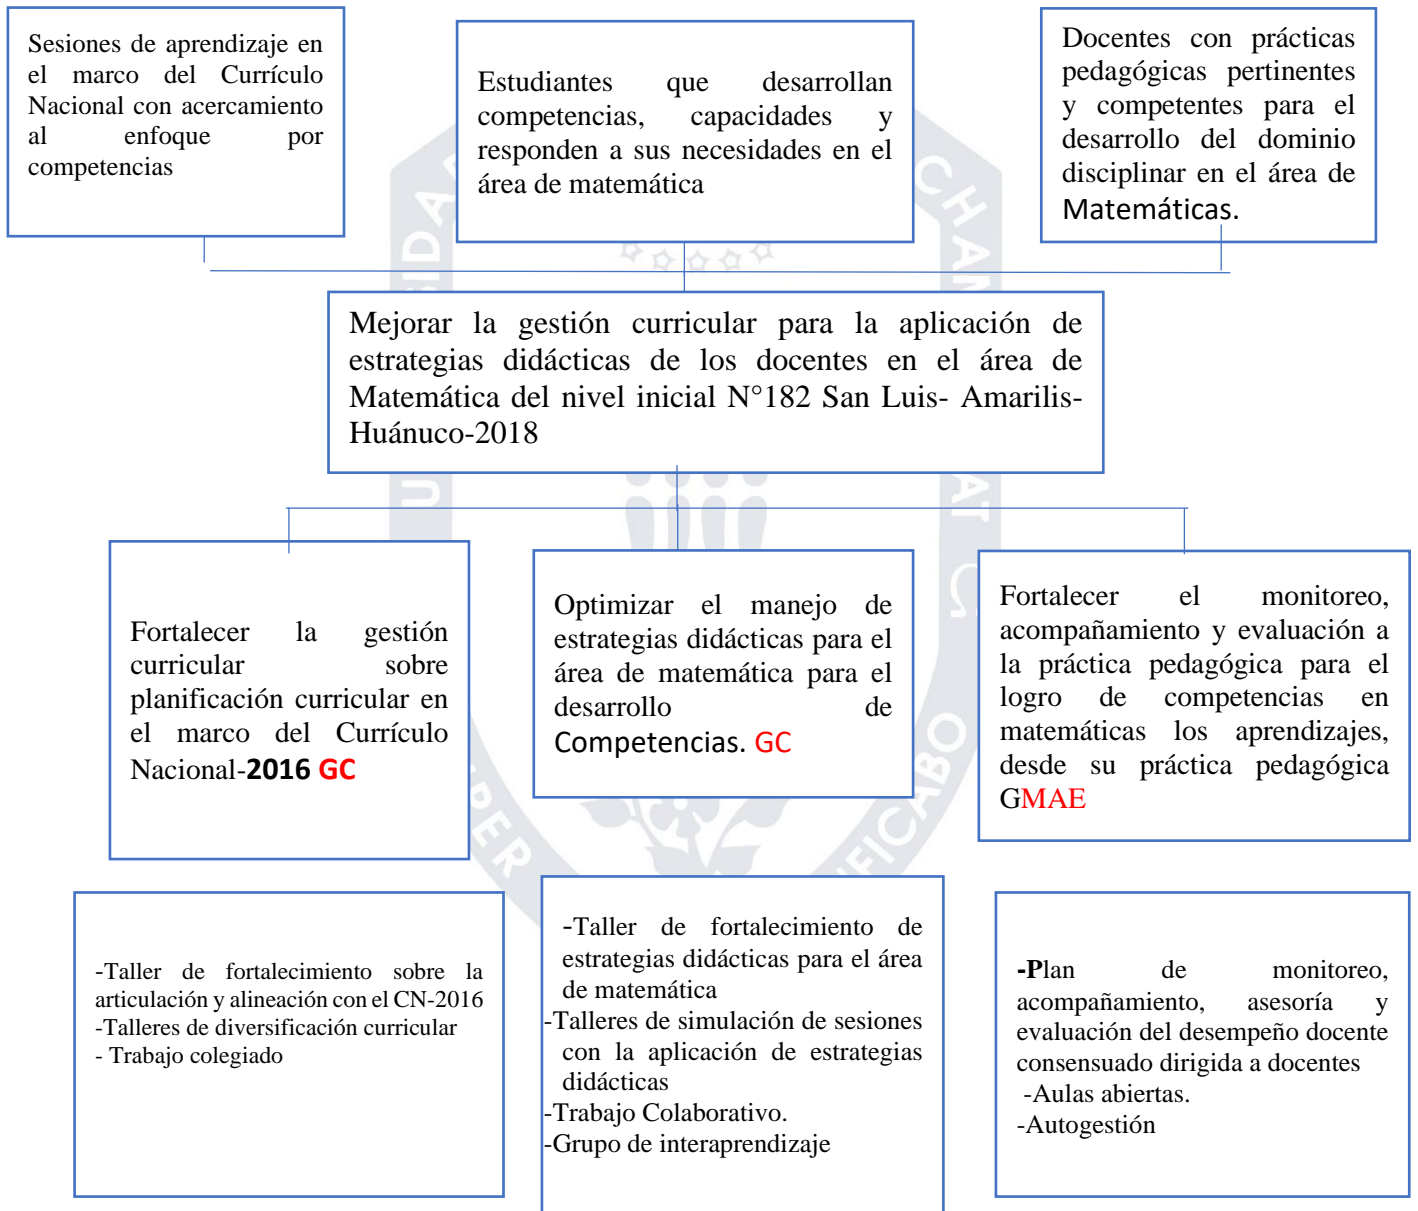 Sesiones de aprendizaje en
el marco del Currículo
Nacional con acercamiento
al enfoque por
competencias
Estudiantes que desarrollan
competencias, capacidades y
responden a sus necesidades en el
área de matemática
Docentes con prácticas
pedagógicas pertinentes
y competentes para el
desarrollo del dominio
disciplinar en el área de
Matemáticas.
Mejorar la gestión curricular para la aplicación de
estrategias didácticas de los docentes en el área de
Matemática del nivel inicial N°182 San Luis- Amarilis-
Huánuco-2018
Fortalecer la gestión
curricular sobre
planificación curricular en
el marco del Currículo
Nacional-2016 GC
Optimizar el manejo de
estrategias didácticas para el
área de matemática para el
desarrollo de
Competencias. GC
Fortalecer el monitoreo,
acompañamiento y evaluación a
la práctica pedagógica para el
logro de competencias en
matemáticas los aprendizajes,
desde su práctica pedagógica
GMAE
-Taller de fortalecimiento sobre la
articulación y alineación con el CN-2016
-Talleres de diversificación curricular
- Trabajo colegiado
-Taller de fortalecimiento de
estrategias didácticas para el área
de matemática
-Talleres de simulación de sesiones
con la aplicación de estrategias
didácticas
-Trabajo Colaborativo.
-Grupo de interaprendizaje
-Plan de monitoreo,
acompañamiento, asesoría y
evaluación del desempeño docente
consensuado dirigida a docentes
-Aulas abiertas.
-Autogestión